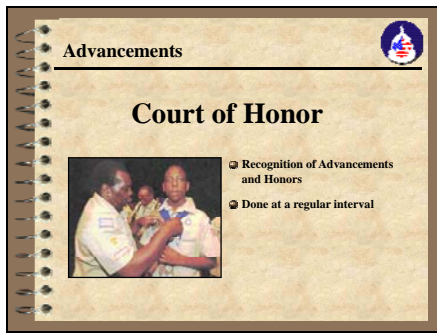 Advancements
Court of Honor
Recognition of Advancements
and Honors
Done at a regular interval